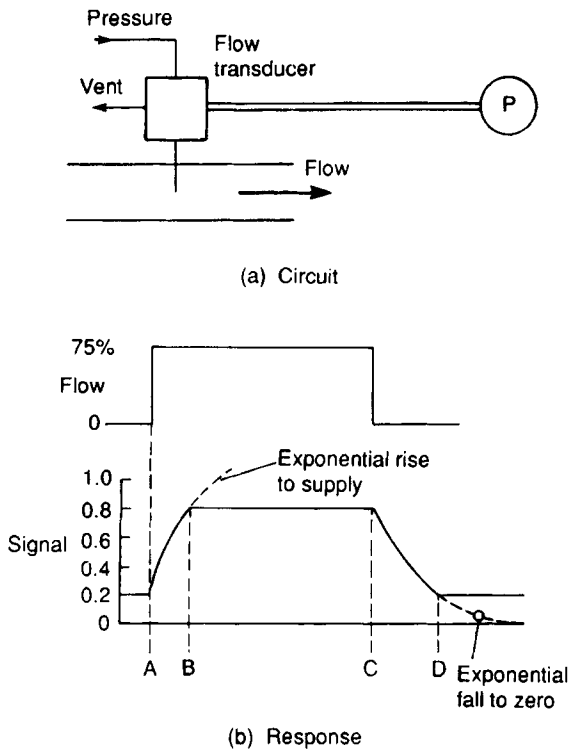 Pressure
Flow
transducer
Vent
P
Flow
(a) Circuit
75%
Flow
0
Exponential rise
to supply
1.0
0.8
Signal
0.6
0.4
0.2
0
A
B
C
D
Exponential
fall to zero
(b) Response